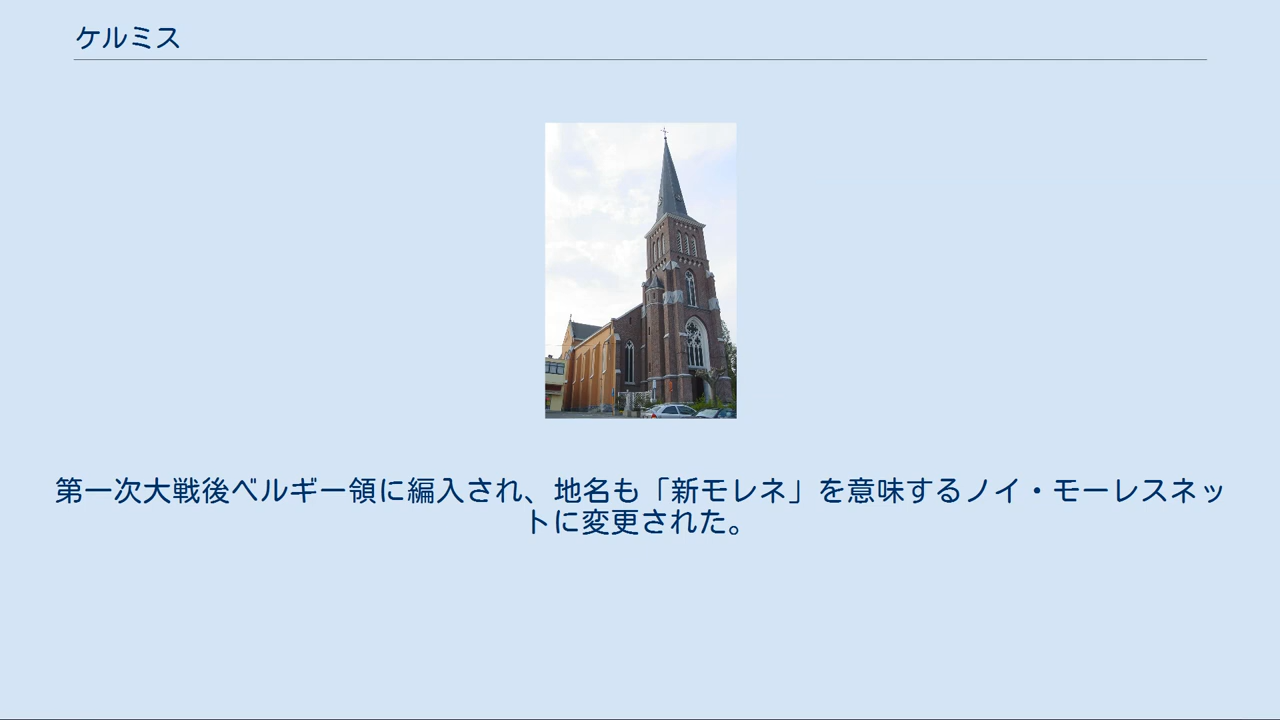 ケルミス
第一次大戦後ベルギー領に編入され、地名も「新モレネ」を意味するノイ・モーレスネッ
トに変更された。